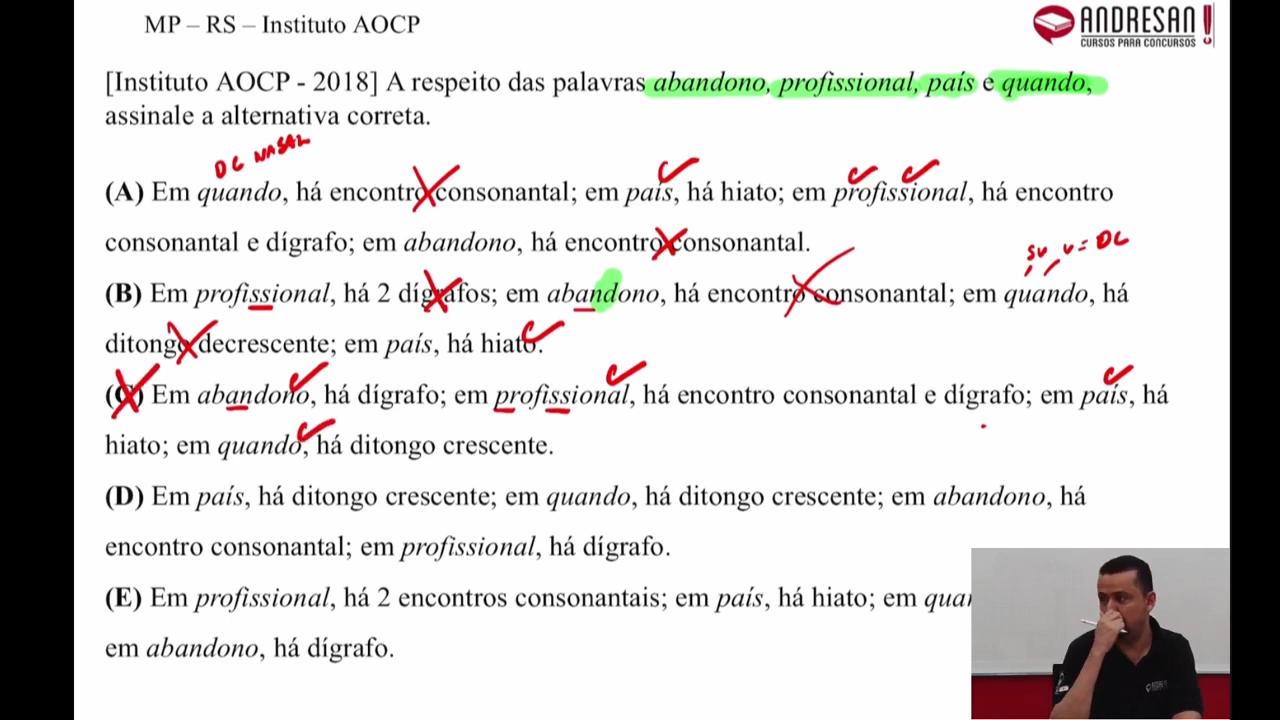 MP – RS – Instituto AOCP
ANDRESAN!
CURSOS PARA CONCURSOS
[Instituto AOCP - 2018] A respeito das palavras abandono, profissional, país e quando,
assinale a alternativa correta.
DC NASAL
(A) Em quando, há encontro consonantal; em país, há hiato; em profissional, há encontro
consonantal e dígrafo; em abandono, há encontro consonantal.
SV V = DC
(B) Em profissional, há 2 dígrafos; em abandono, há encontro consonantal; em quando, há
ditongo decrescente; em país, há hiato.
(C) Em abandono, há dígrafo; em profissional, há encontro consonantal e dígrafo; em país, há
hiato; em quando, há ditongo crescente.
(D) Em país, há ditongo crescente; em quando, há ditongo crescente; em abandono, há
encontro consonantal; em profissional, há dígrafo.
(E) Em profissional, há 2 encontros consonantais; em país, há hiato; em quan
em abandono, há dígrafo.